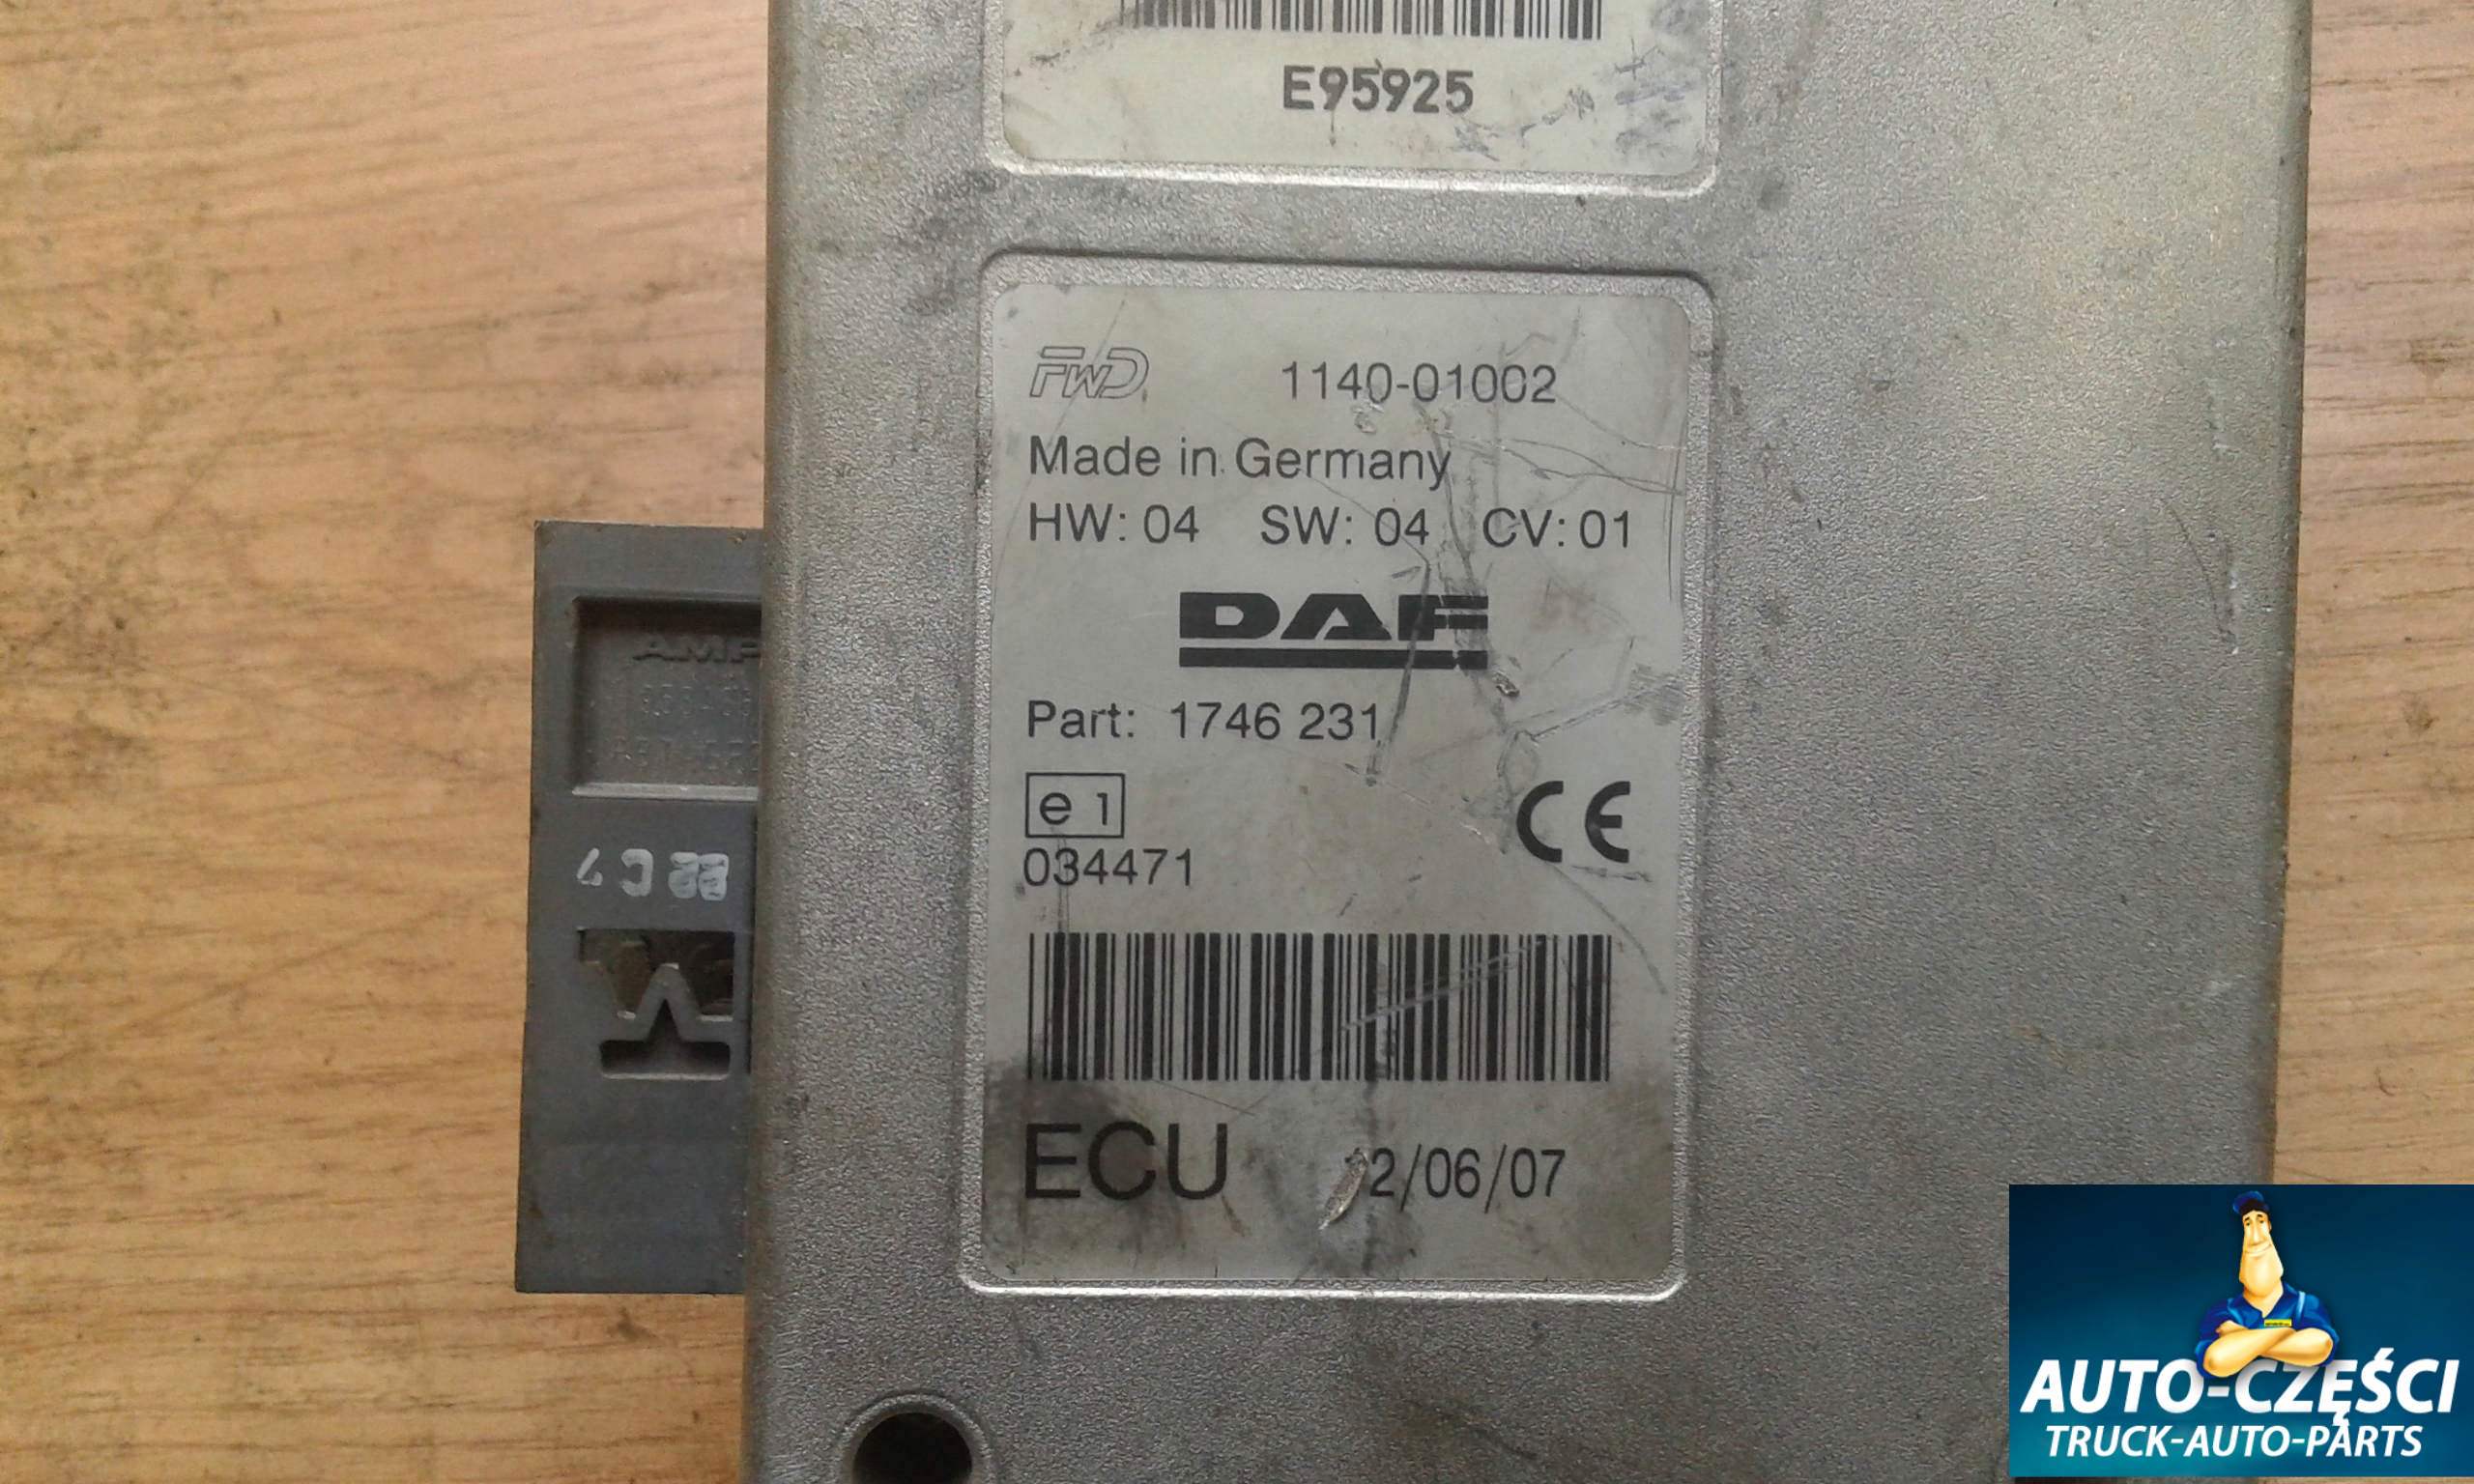 E95925
FWD 1140-01002
Made in Germany
HW: 04 SW: 04 CV: 01
DAF
Part: 1746 231
e 1
034471
CE
ECU 2/06/07
AMP
AUTO-CZĘŚCI
TRUCK-AUTO-PARTS